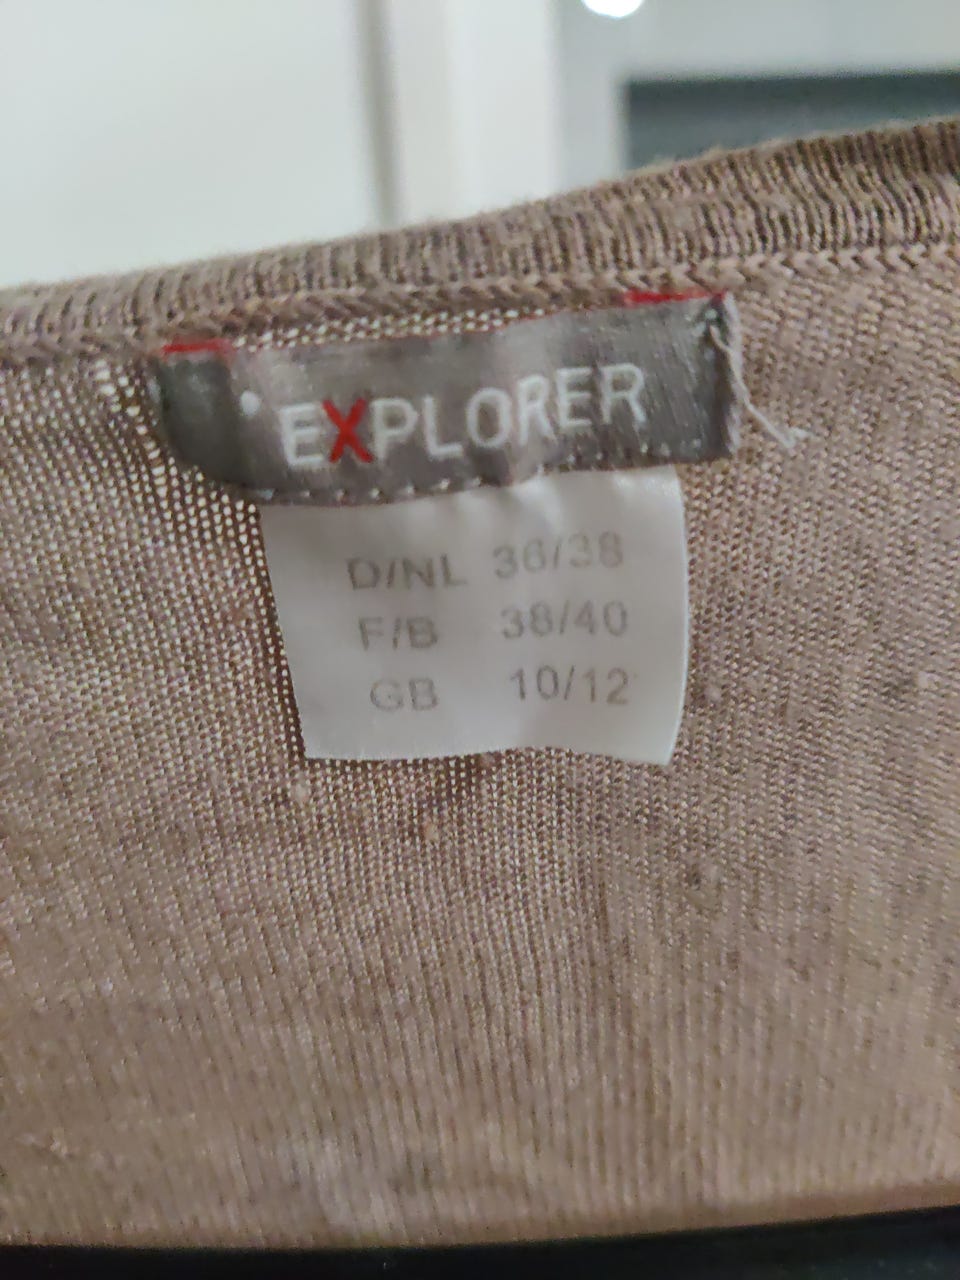 EXPLORER
D/NL 36/38
F/B 38/40
GB 10/12